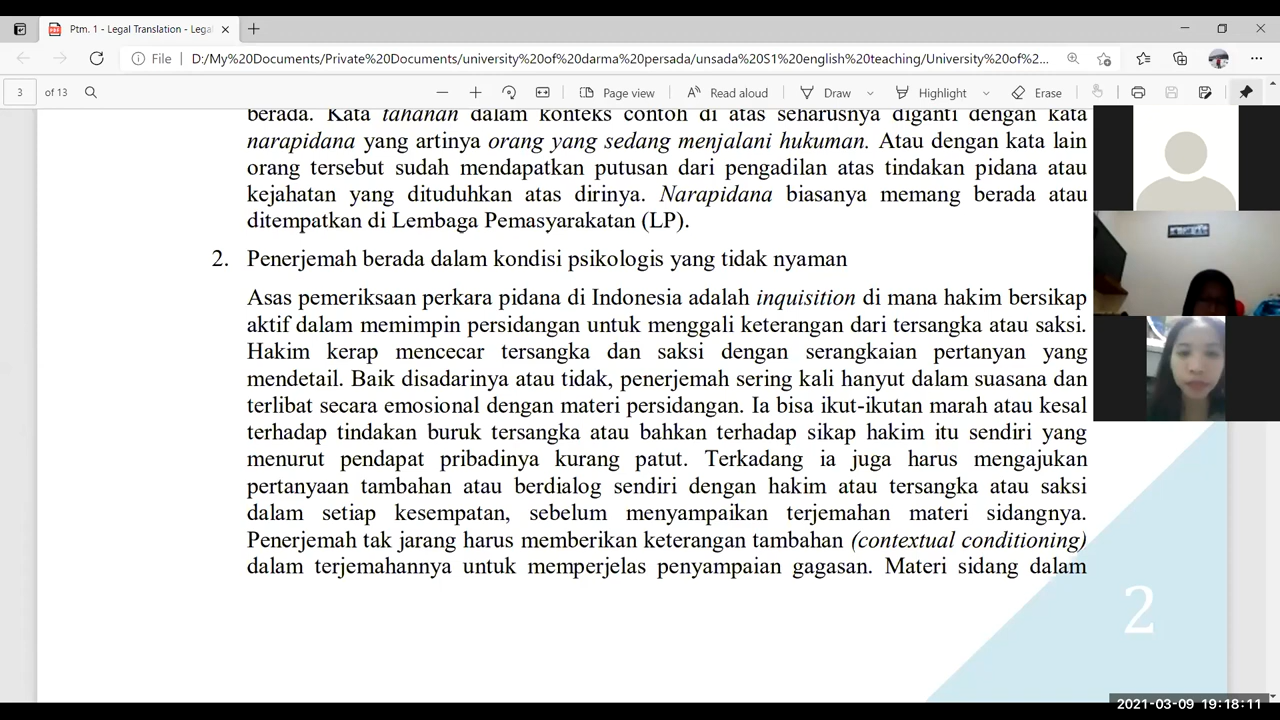 Ptm. 1 - Legal Translation - Lega
File D:/My%20Documents/Private%20Documents/university%20of%20darma%20persada/unsada%20S1%20english%20teaching/University%20of%2...
3 of 13 Page view Read aloud Draw Highlight Erase
berada. Kata tahanan dalam konteks contoh di atas seharusnya diganti dengan kata
narapidana yang artinya orang yang sedang menjalani hukuman. Atau dengan kata lain
orang tersebut sudah mendapatkan putusan dari pengadilan atas tindakan pidana atau
kejahatan yang dituduhkan atas dirinya. Narapidana biasanya memang berada atau
ditempatkan di Lembaga Pemasyarakatan (LP).
2. Penerjemah berada dalam kondisi psikologis yang tidak nyaman
Asas pemeriksaan perkara pidana di Indonesia adalah inquisition di mana hakim bersikap
aktif dalam memimpin persidangan untuk menggali keterangan dari tersangka atau saksi.
Hakim kerap mencecar tersangka dan saksi dengan serangkaian pertanyan yang
mendetail. Baik disadarinya atau tidak, penerjemah sering kali hanyut dalam suasana dan
terlibat secara emosional dengan materi persidangan. Ia bisa ikut-ikutan marah atau kesal
terhadap tindakan buruk tersangka atau bahkan terhadap sikap hakim itu sendiri yang
menurut pendapat pribadinya kurang patut. Terkadang ia juga harus mengajukan
pertanyaan tambahan atau berdialog sendiri dengan hakim atau tersangka atau saksi
dalam setiap kesempatan, sebelum menyampaikan terjemahan materi sidangnya.
Penerjemah tak jarang harus memberikan keterangan tambahan (contextual conditioning)
dalam terjemahannya untuk memperjelas penyampaian gagasan. Materi sidang dalam
2
2021-03-09 19:18:11